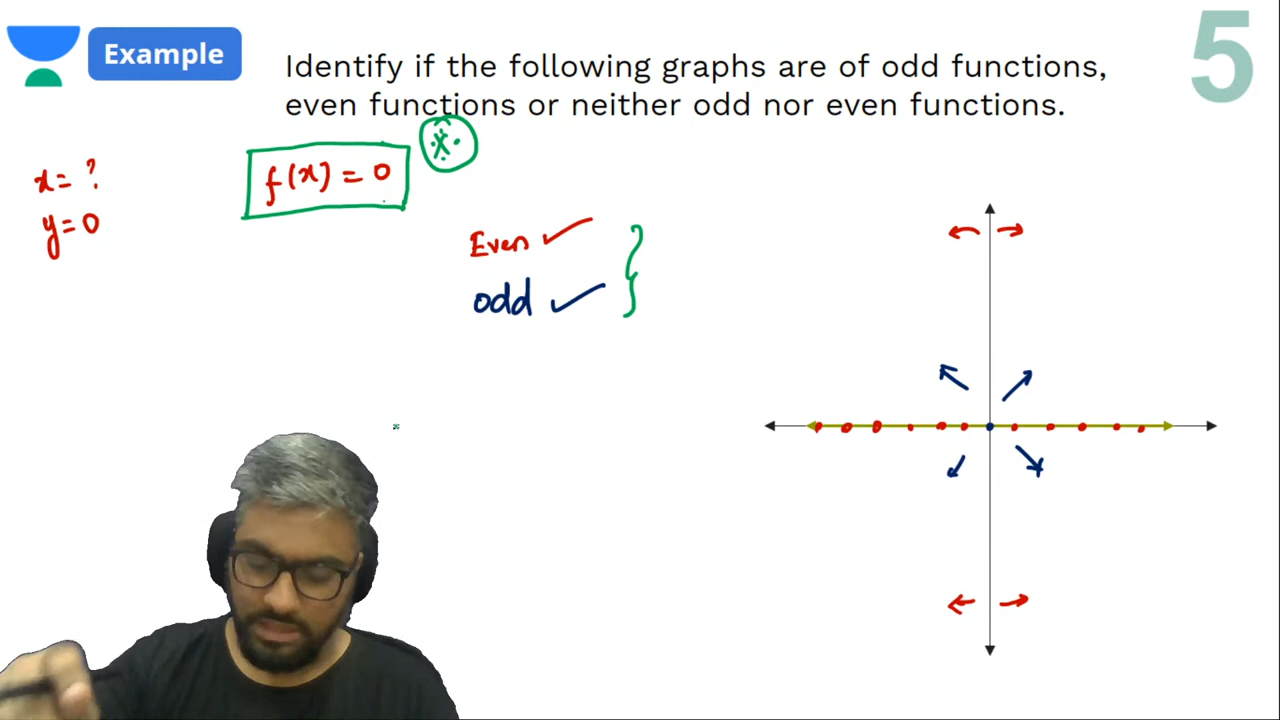 Example
Identify if the following graphs are of odd functions,
even functions or neither odd nor even functions.
5
x = ?
y = 0
f(x) = 0
Even
odd